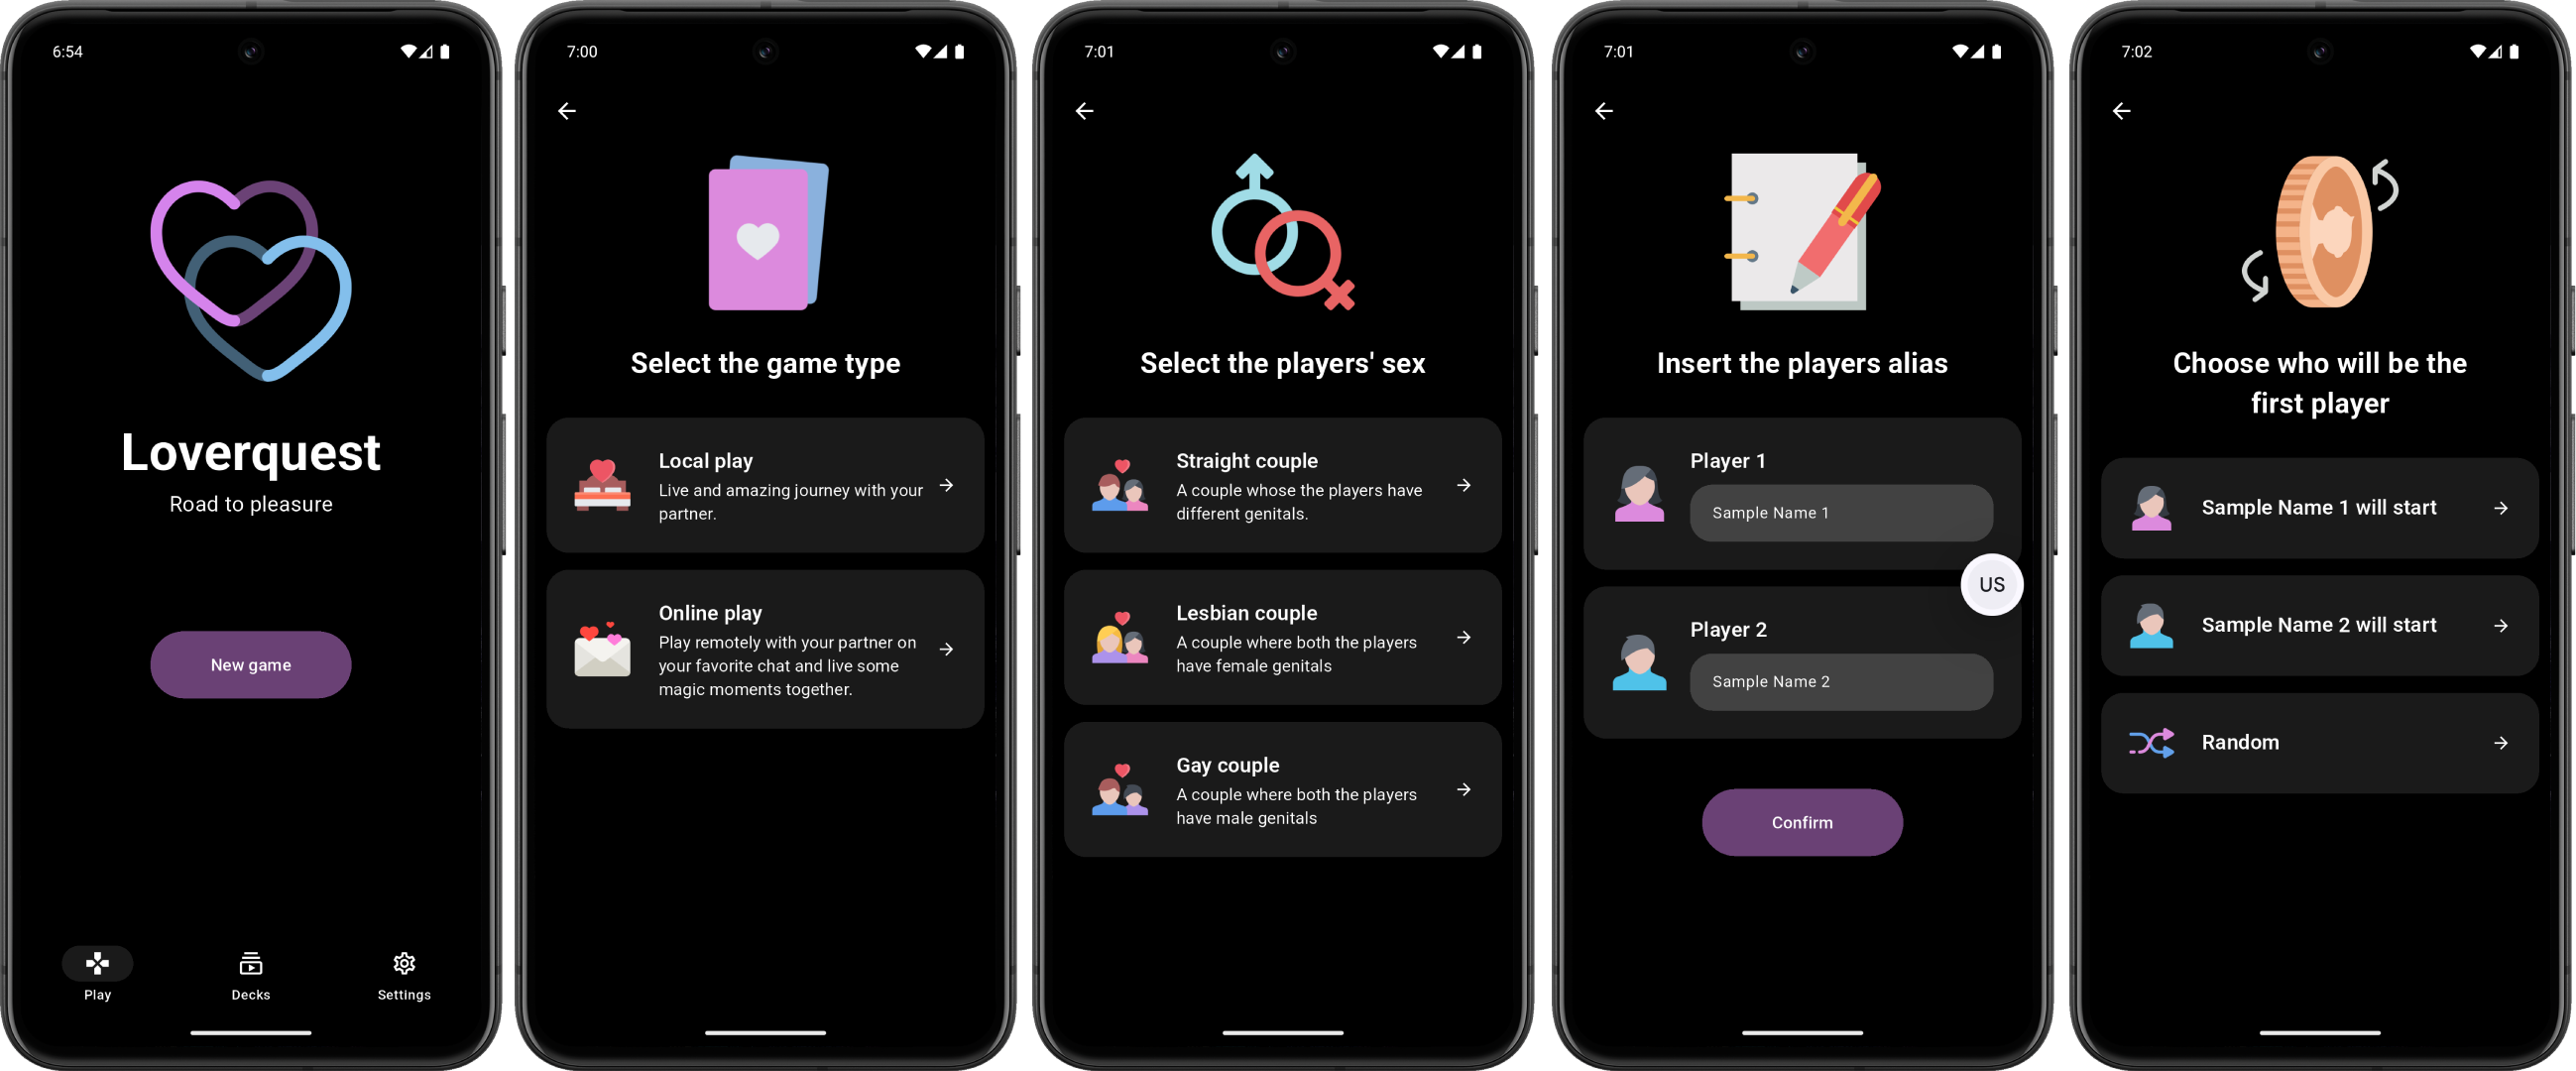 6:54
Loverquest
Road to pleasure
New game
Play
Decks
Settings
7:00
Select the game type
Local play
Live and amazing journey with your
partner.
Online play
Play remotely with your partner on
your favorite chat and live some
magic moments together.
7:01
Select the players' sex
Straight couple
A couple whose the players have
different genitals.
Lesbian couple
A couple where both the players
have female genitals
Gay couple
A couple where both the players
have male genitals
7:01
Insert the players alias
Player 1
Sample Name 1
US
Player 2
Sample Name 2
Confirm
7:02
Choose who will be the
first player
Sample Name 1 will start
Sample Name 2 will start
Random